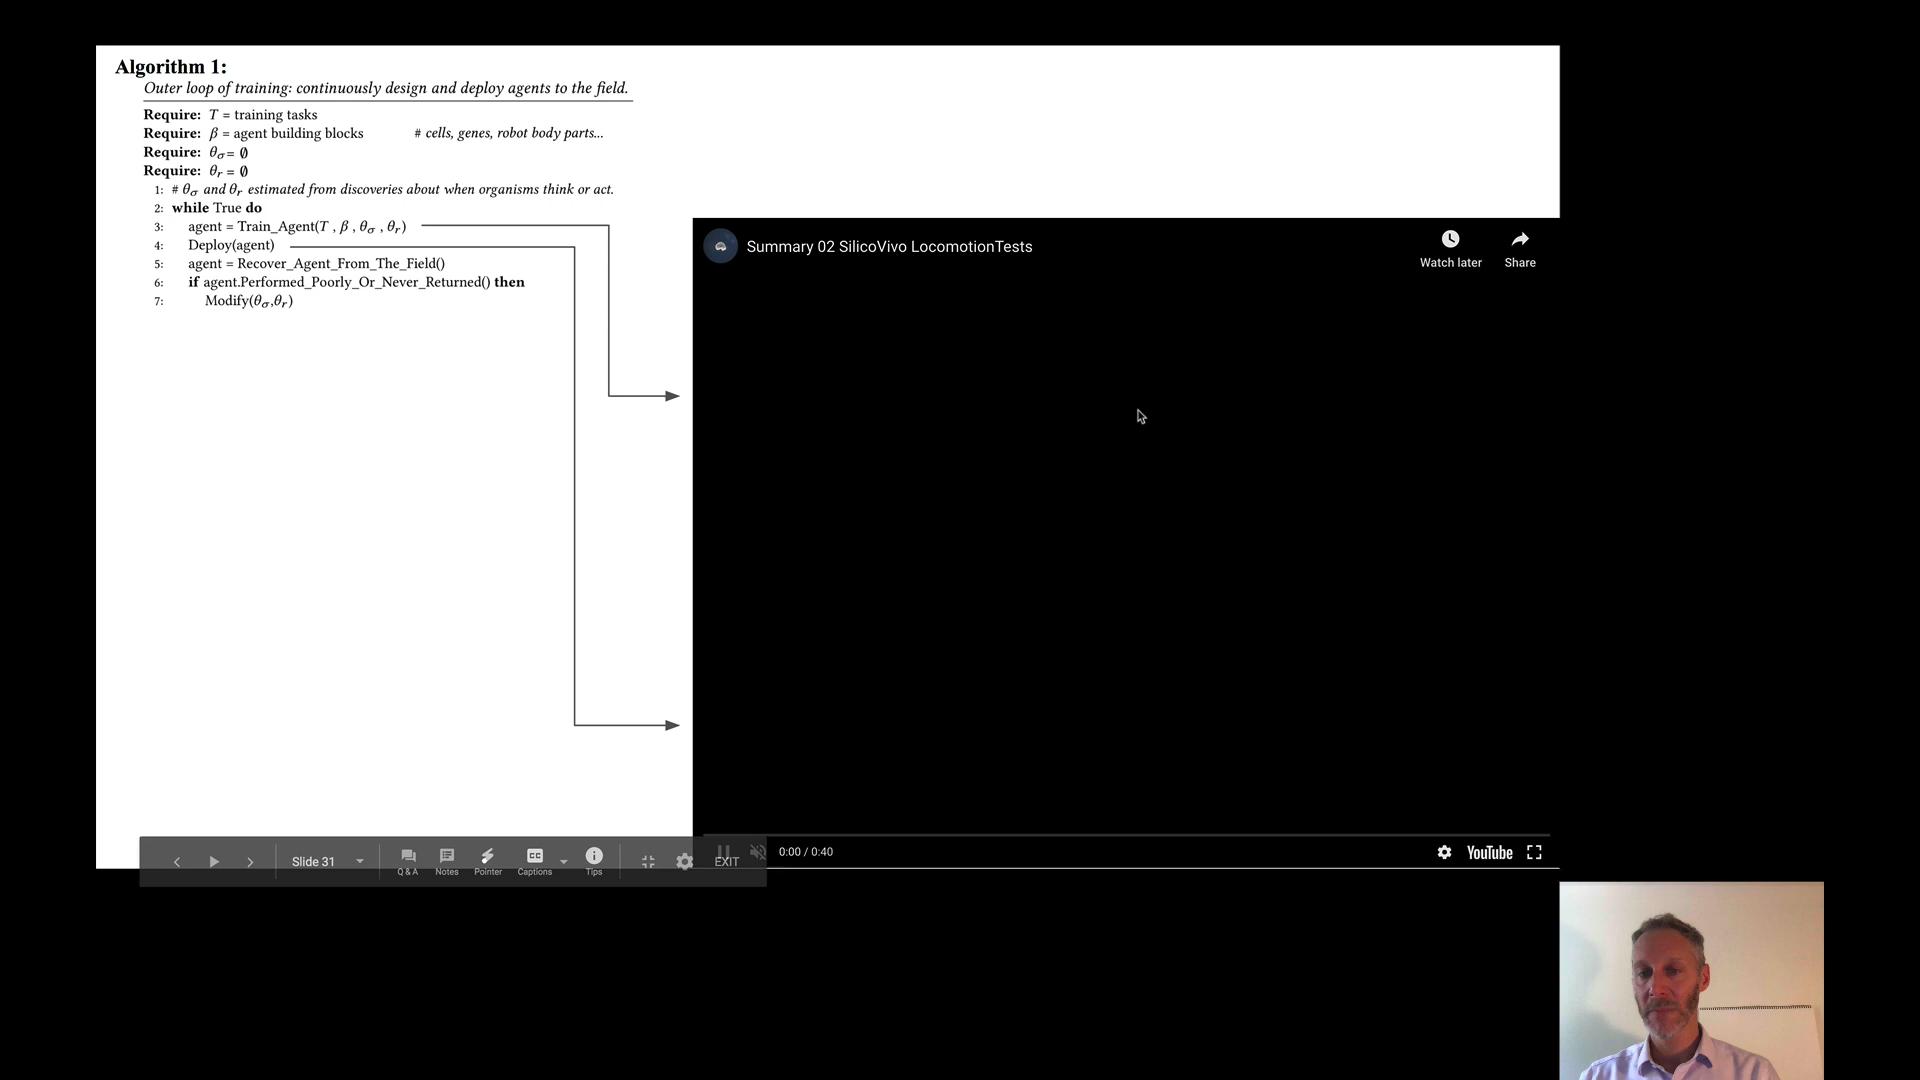 Algorithm 1:
Outer loop of training: continuously design and deploy agents to the field.
Require: T = training tasks
Require: β = agent building blocks # cells, genes, robot body parts...
Require: θσ = ∅
Require: θr = ∅
1: # θσ and θr estimated from discoveries about when organisms think or act.
2: while True do
3: agent = Train_Agent(T , β , θσ , θr)
4: Deploy(agent)
5: agent = Recover_Agent_From_The_Field()
6: if agent.Performed_Poorly_Or_Never_Returned() then
7: Modify(θσ,θr)
Summary 02 SilicoVivo LocomotionTests
Watch later
Share
0:00 / 0:40
YouTube
Slide 31
Q & A
Notes
Pointer
CC
Captions
Tips
EXIT